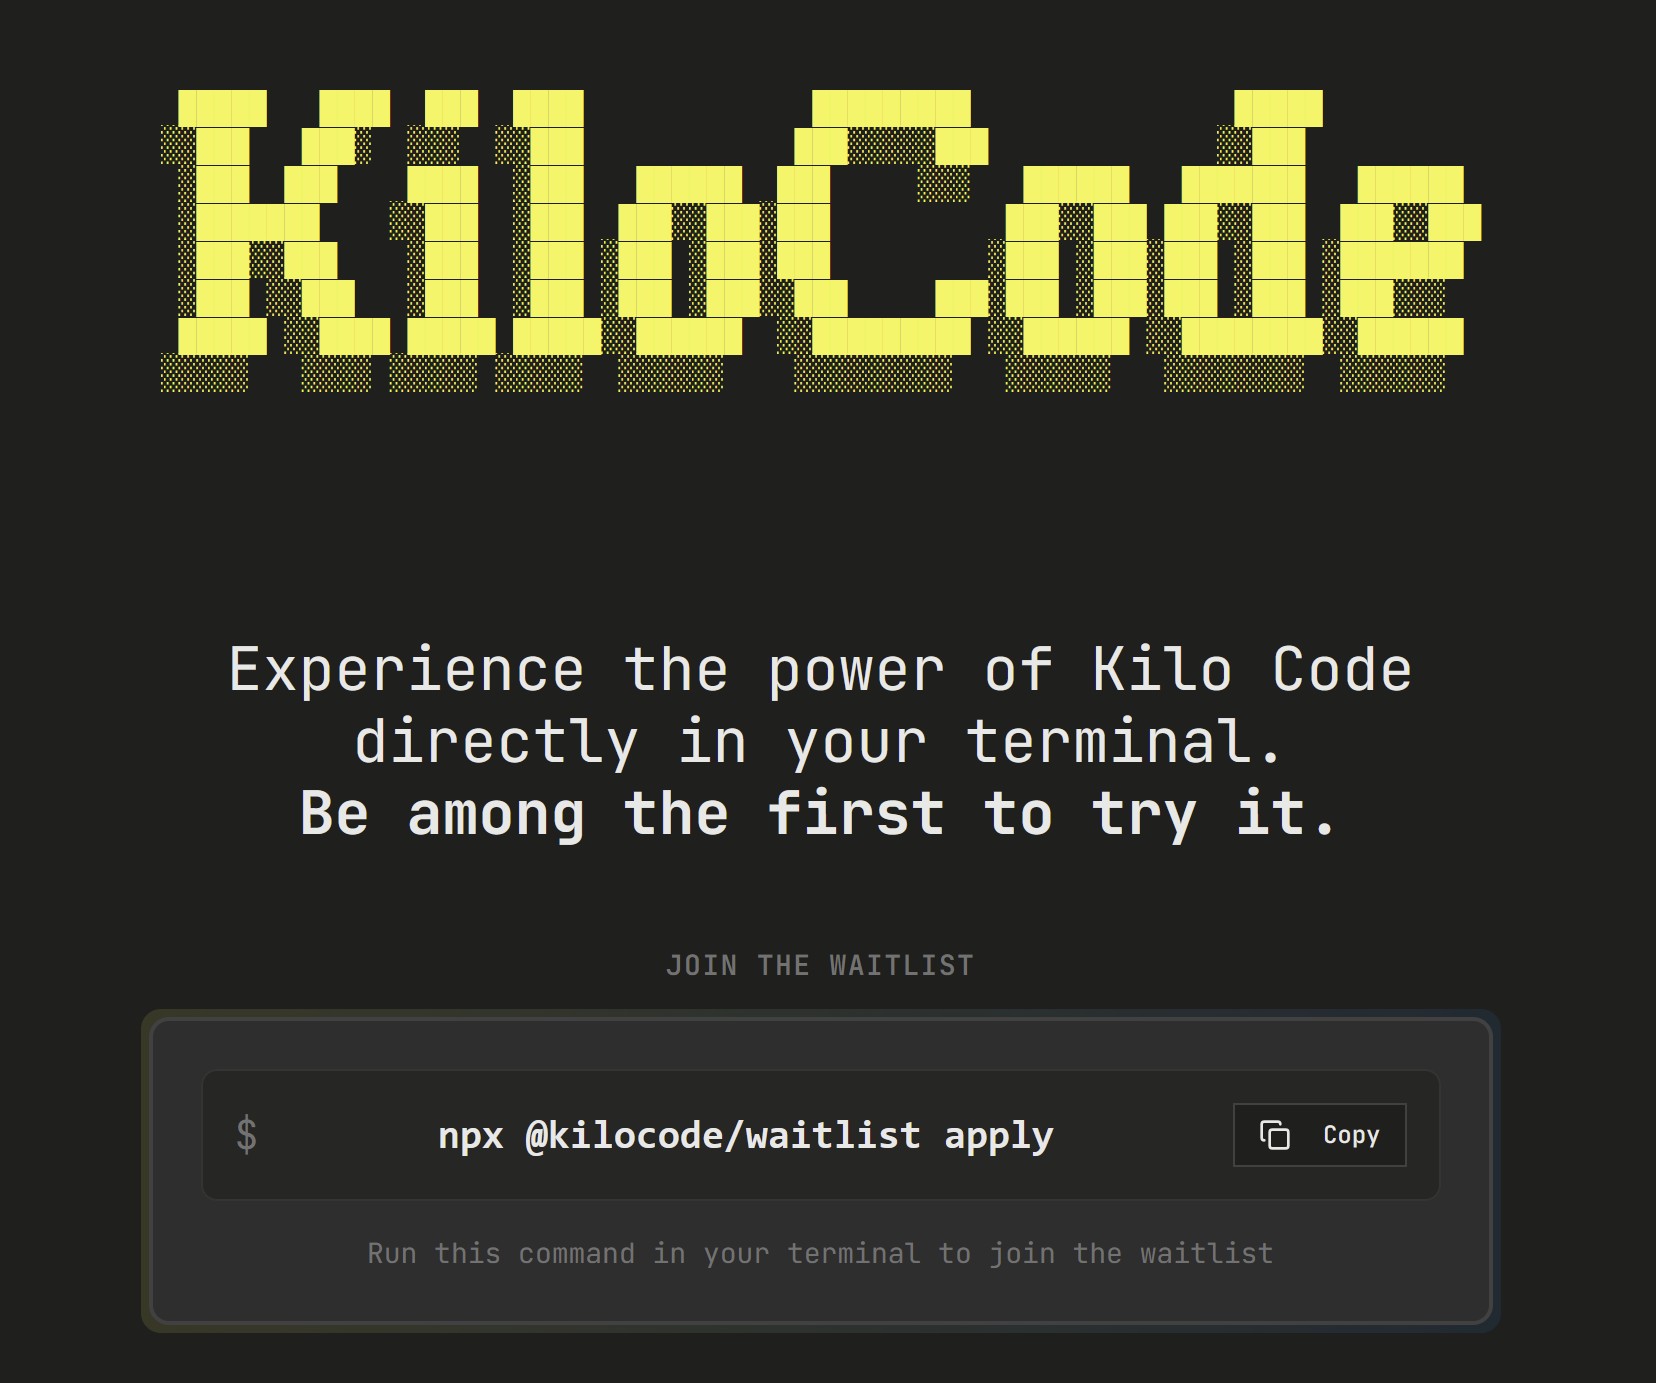 KiloCode
Experience the power of Kilo Code
directly in your terminal.
Be among the first to try it.
JOIN THE WAITLIST
$ npx @kilocode/waitlist apply Copy
Run this command in your terminal to join the waitlist